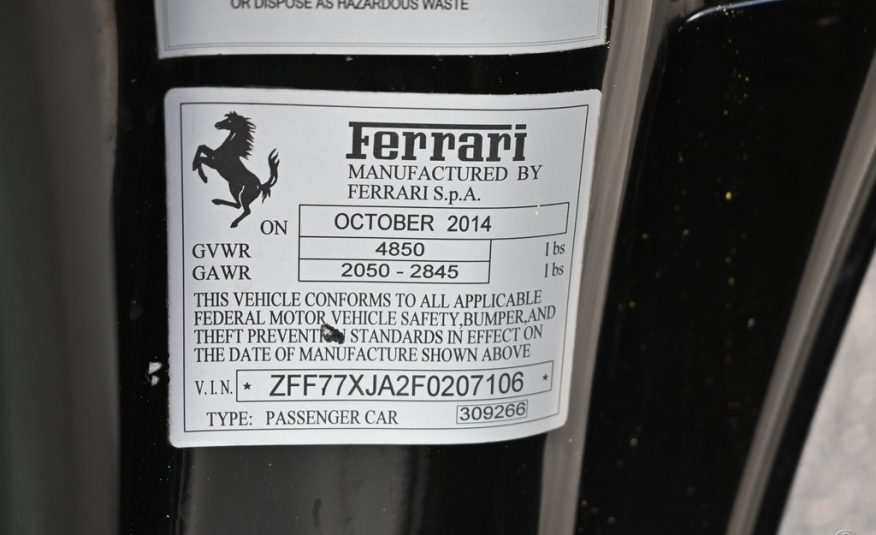 OR DISPOSE AS HAZARDOUS WASTE
Ferrari
MANUFACTURED BY
FERRARI S.p.A.
ON OCTOBER 2014
GVWR 4850 lbs
GAWR 2050 - 2845 lbs
THIS VEHICLE CONFORMS TO ALL APPLICABLE
FEDERAL MOTOR VEHICLE SAFETY,BUMPER,AND
THEFT PREVENTION STANDARDS IN EFFECT ON
THE DATE OF MANUFACTURE SHOWN ABOVE
V.I.N. * ZFF77XJA2F0207106 *
TYPE: PASSENGER CAR 309266